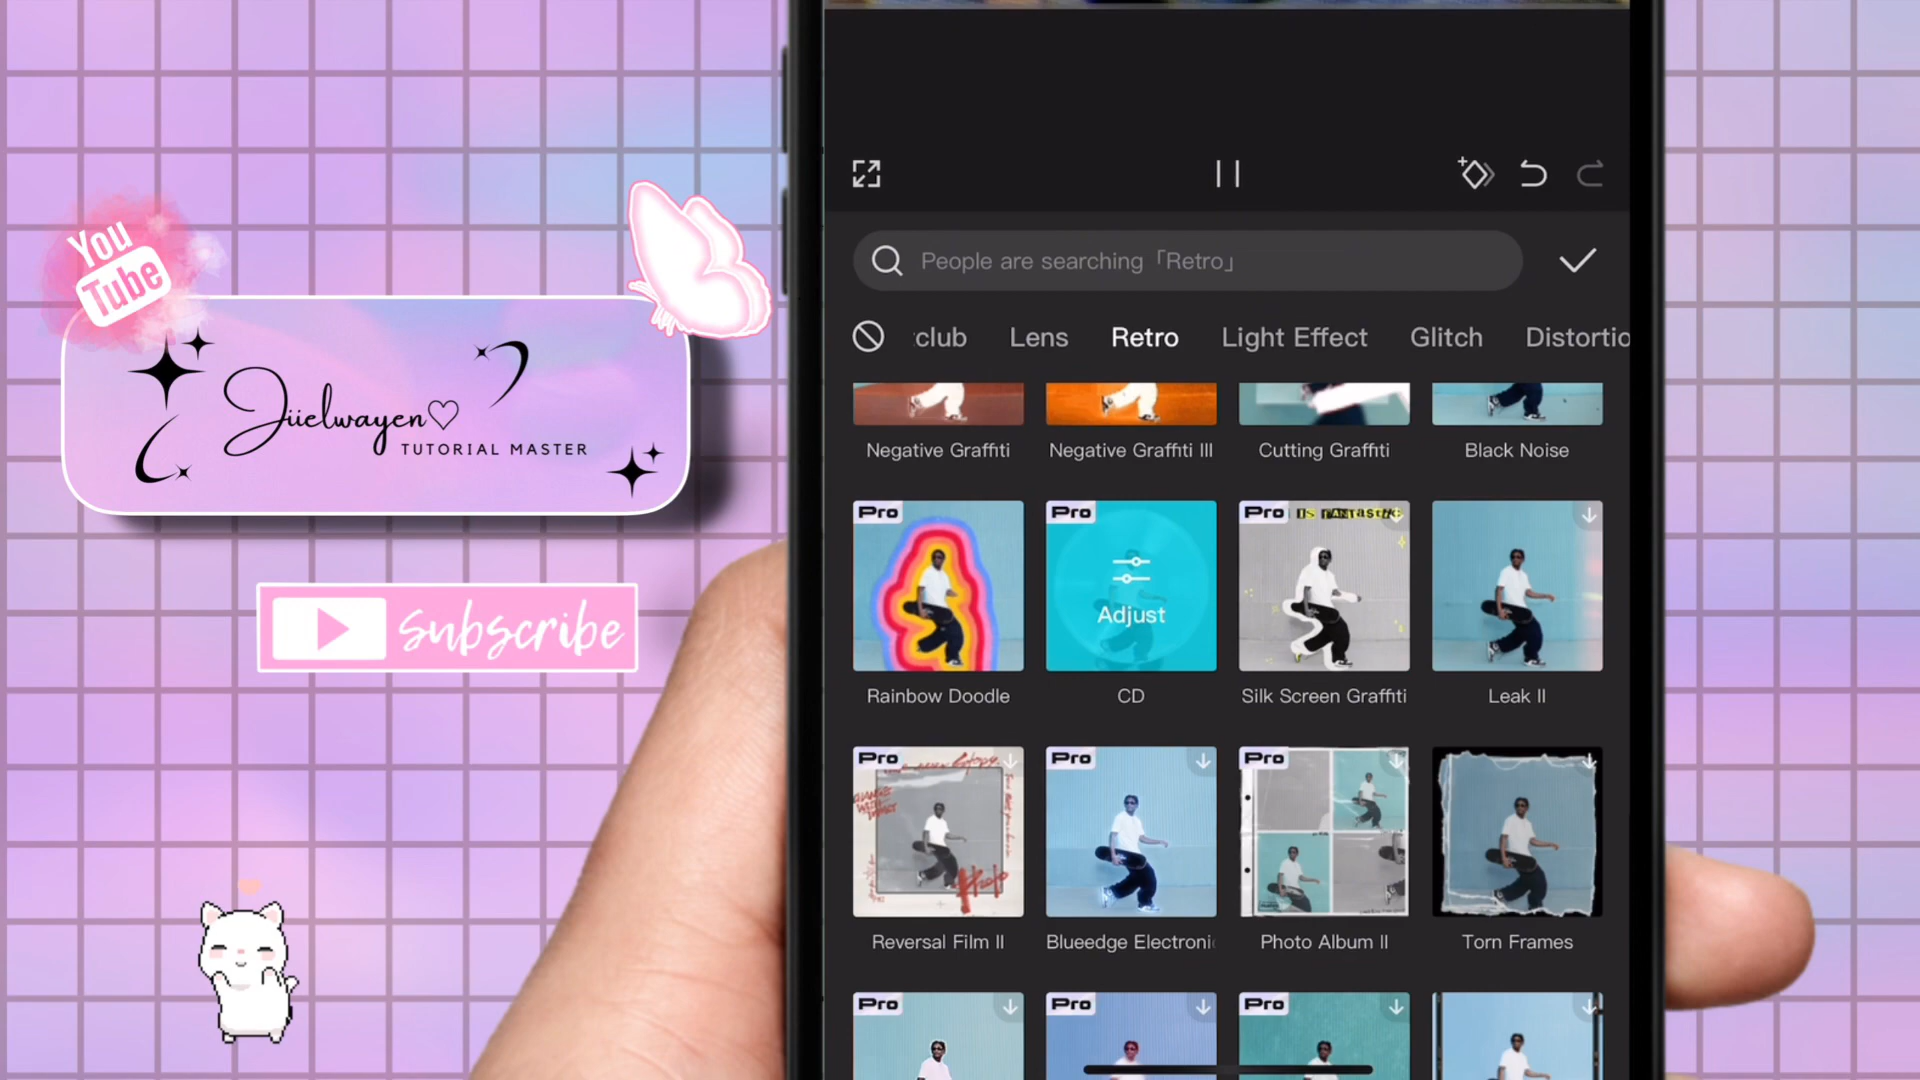 You
Tube
Jüelwayen♡
TUTORIAL MASTER
Subscribe
People are searching「Retro」
club Lens Retro Light Effect Glitch Distortio
Negative Graffiti Negative Graffiti III Cutting Graffiti Black Noise
Pro Pro Pro IS FANTASTIC
Adjust
Rainbow Doodle CD Silk Screen Graffiti Leak II
Pro Pro Pro
Reversal Film II Blueedge Electroni Photo Album II Torn Frames
Pro Pro Pro